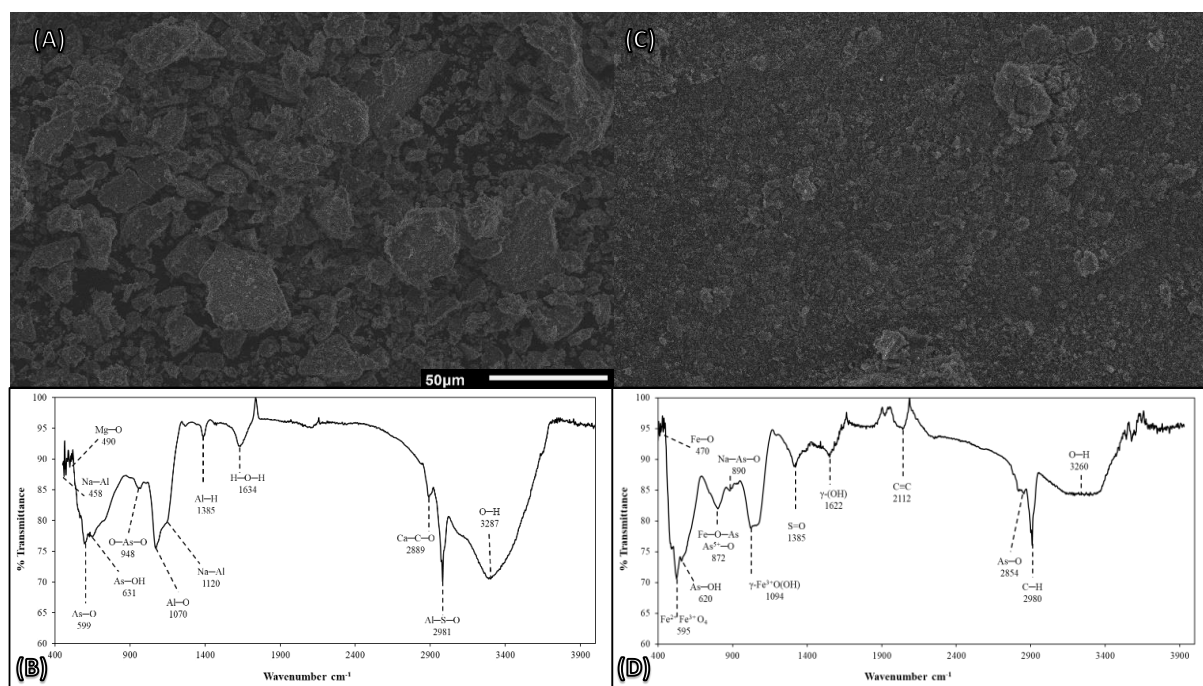 (A)
(C)
50µm
100
95
90
85
80
75
70
65
60
% Transmittance
Mg—O
490
Na—Al
458
O—As—O
948
As—OH
631
As—O
599
Al—O
1070
Na—Al
1120
Al—H
1385
H—O—H
1634
Ca—C—O
2889
Al—S—O
2981
O—H
3287
400
900
1400
1900
2400
2900
3400
3900
Wavenumber cm⁻¹
(B)
100
95
90
85
80
75
70
65
60
% Transmittance
Fe—O
470
Na—As—O
890
Fe—O—As
As⁵⁺—O
872
As—OH
620
Fe²⁺Fe³⁺O₄
595
γ-Fe³⁺O(OH)
1094
S=O
1385
γ-(OH)
1622
C=C
2112
As—O
2854
C—H
2980
O—H
3260
400
900
1400
1900
2400
2900
3400
3900
Wavenumber cm⁻¹
(D)